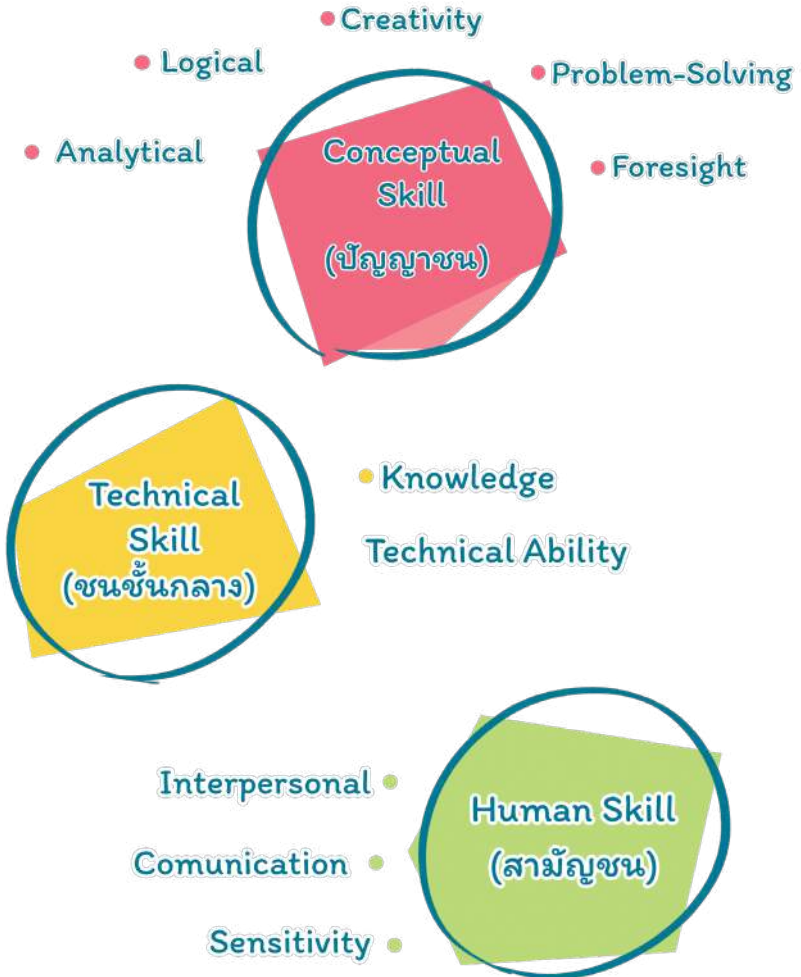 Creativity
Logical
Problem-Solving
Analytical
Foresight
Conceptual
Skill
(ปัญญาชน)
Technical
Skill
(ชนชั้นกลาง)
Knowledge
Technical Ability
Interpersonal
Comunication
Sensitivity
Human Skill
(สามัญชน)